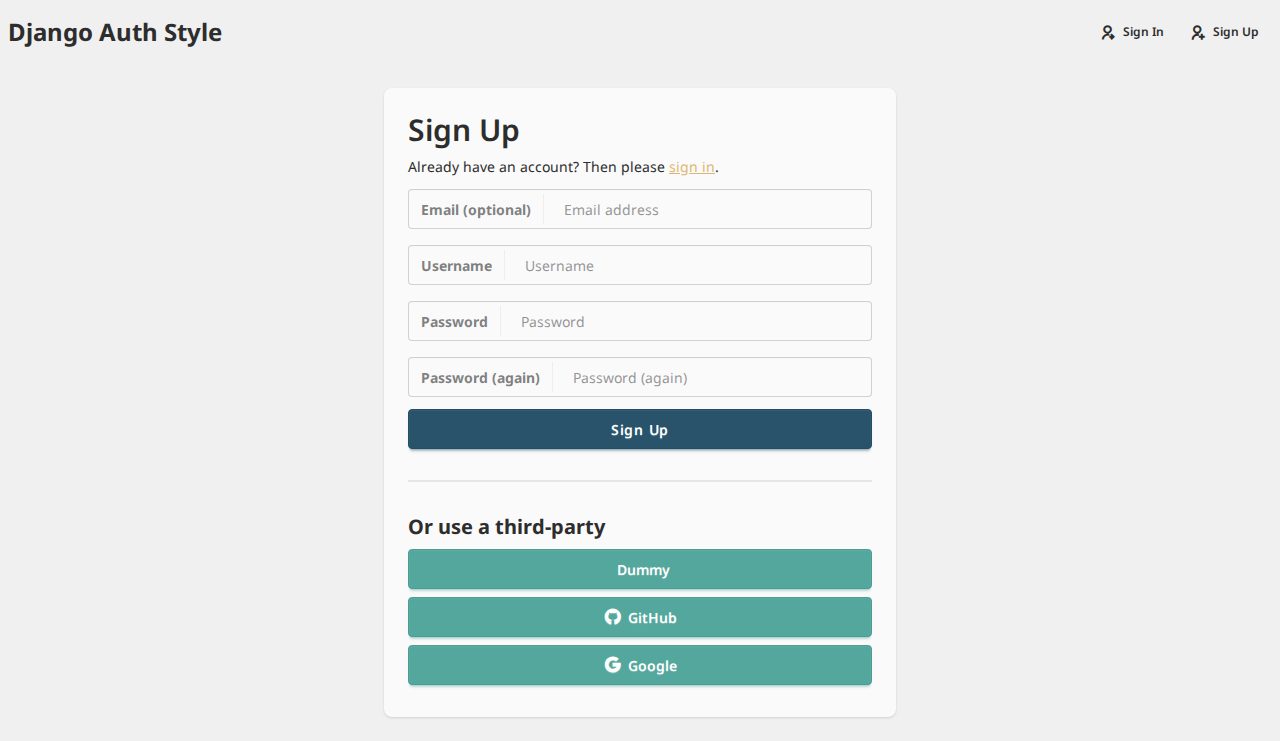 Django Auth Style
Sign In
Sign Up
Sign Up
Already have an account? Then please sign in.
Email (optional) Email address
Username Username
Password Password
Password (again) Password (again)
Sign Up
Or use a third-party
Dummy
GitHub
Google